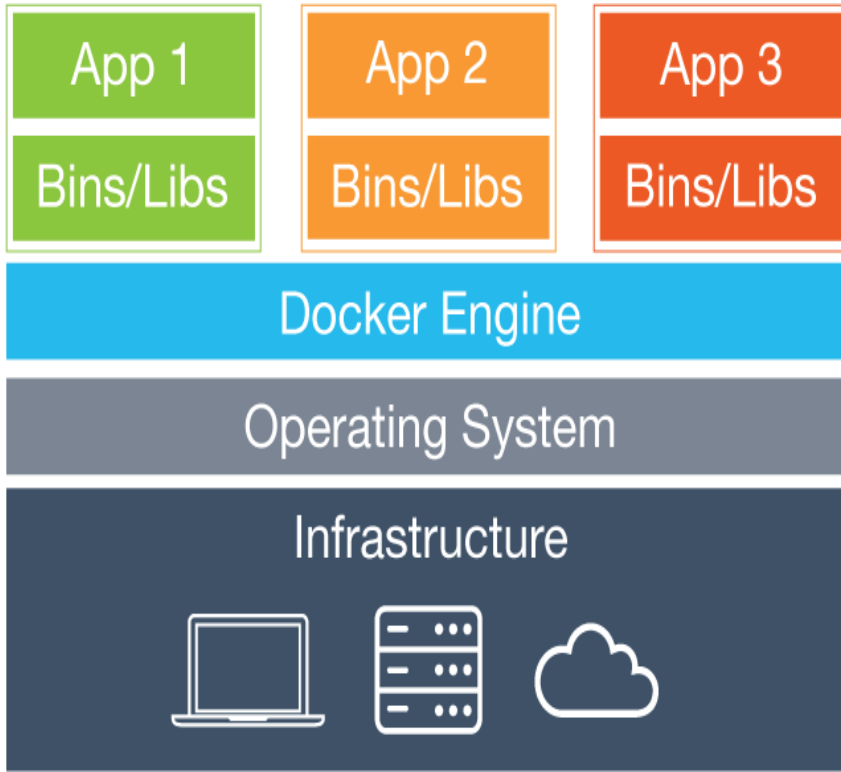 App 1
App 2
App 3
Bins/Libs
Bins/Libs
Bins/Libs
Docker Engine
Operating System
Infrastructure